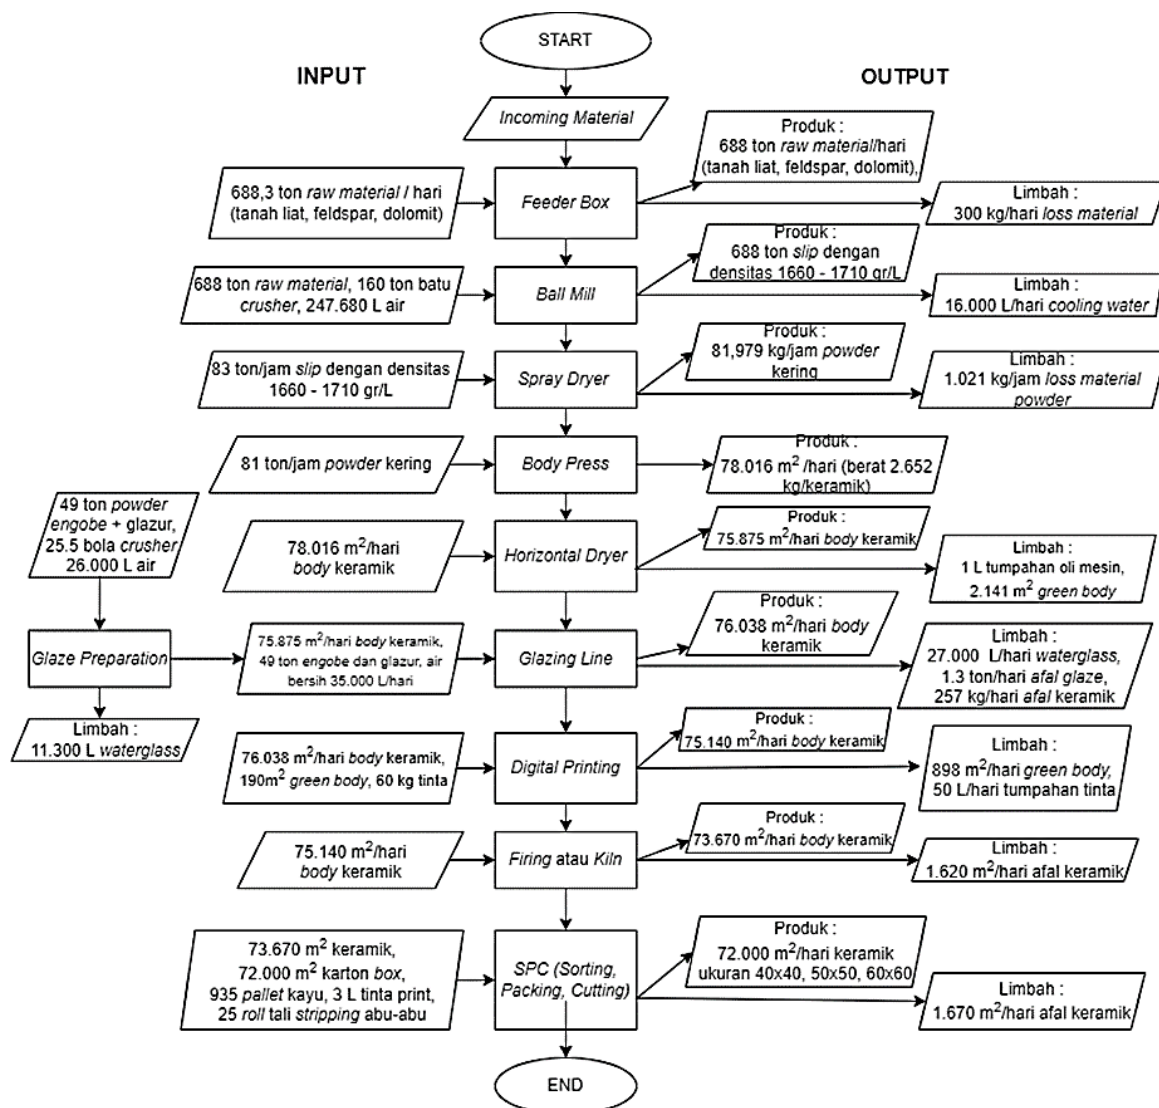 START
INPUT
OUTPUT
Incoming Material
688,3 ton raw material / hari
(tanah liat, feldspar, dolomit)
Feeder Box
Produk :
688 ton raw material/hari
(tanah liat, feldspar, dolomit),
Limbah :
300 kg/hari loss material
688 ton raw material, 160 ton batu
crusher, 247.680 L air
Ball Mill
Produk :
688 ton slip dengan
densitas 1660 - 1710 gr/L
Limbah :
16.000 L/hari cooling water
83 ton/jam slip dengan densitas
1660 - 1710 gr/L
Spray Dryer
Produk :
81,979 kg/jam powder
kering
Limbah :
1.021 kg/jam loss material
powder
81 ton/jam powder kering
Body Press
Produk :
78.016 m² /hari (berat 2.652
kg/keramik)
49 ton powder
engobe + glazur,
25.5 bola crusher
26.000 L air
78.016 m²/hari
body keramik
Horizontal Dryer
Produk :
75.875 m²/hari body keramik
Limbah :
1 L tumpahan oli mesin,
2.141 m² green body
Glaze Preparation
Limbah :
11.300 L waterglass
75.875 m²/hari body keramik,
49 ton engobe dan glazur, air
bersih 35.000 L/hari
Glazing Line
Produk :
76.038 m²/hari body
keramik
Limbah :
27.000 L/hari waterglass,
1.3 ton/hari afal glaze,
257 kg/hari afal keramik
76.038 m²/hari body keramik,
190m² green body, 60 kg tinta
Digital Printing
Produk :
75.140 m²/hari body keramik
Limbah :
898 m²/hari green body,
50 L/hari tumpahan tinta
75.140 m²/hari
body keramik
Firing atau Kiln
Produk :
73.670 m²/hari body keramik
Limbah :
1.620 m²/hari afal keramik
73.670 m² keramik,
72.000 m² karton box,
935 pallet kayu, 3 L tinta print,
25 roll tali stripping abu-abu
SPC (Sorting,
Packing, Cutting)
Produk :
72.000 m²/hari keramik
ukuran 40x40, 50x50, 60x60
Limbah :
1.670 m²/hari afal keramik
END